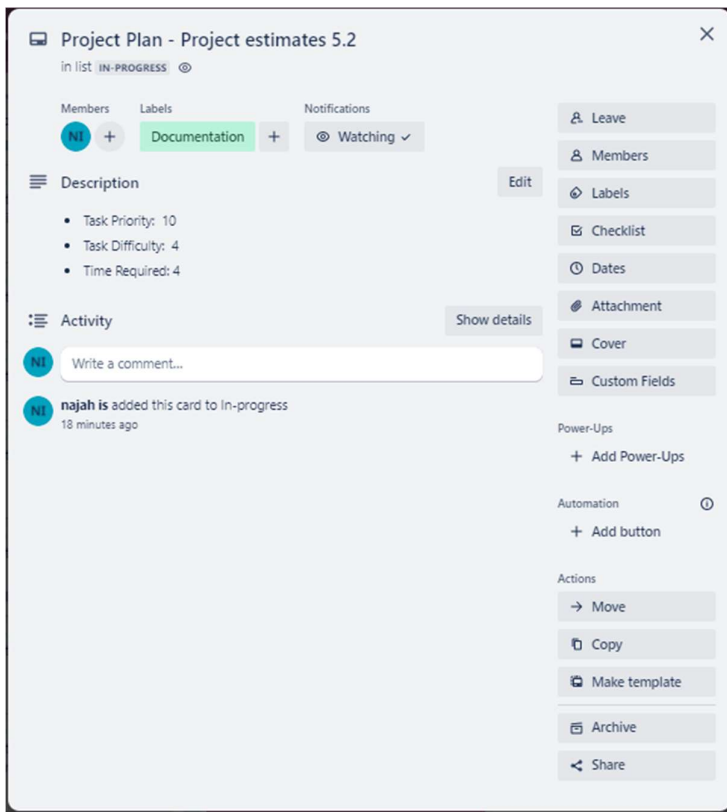 Project Plan - Project estimates 5.2
in list IN-PROGRESS
Members Labels Notifications
NI + Documentation + Watching
Description Edit
Task Priority: 10
Task Difficulty: 4
Time Required: 4
Activity Show details
NI Write a comment...
NI najah is added this card to In-progress
18 minutes ago
Leave
Members
Labels
Checklist
Dates
Attachment
Cover
Custom Fields
Power-Ups
+ Add Power-Ups
Automation
+ Add button
Actions
Move
Copy
Make template
Archive
Share